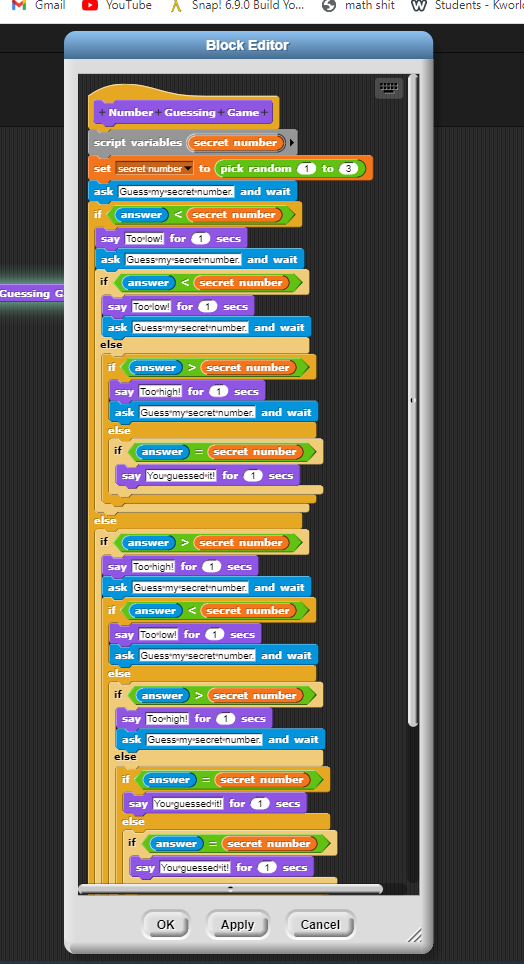 Gmail YouTube Snap! 6.9.0 Build Yo... math shit Students - Kworl
Block Editor
+ Number + Guessing + Game +
script variables secret number
set secret number to pick random 1 to 3
ask Guess my secret number. and wait
if answer < secret number
say Too low! for 1 secs
ask Guess my secret number. and wait
if answer < secret number
Guessing G
say Too low! for 1 secs
ask Guess my secret number. and wait
else
if answer > secret number
say Too high! for 1 secs
ask Guess my secret number. and wait
else
if answer = secret number
say You guessed it! for 1 secs
else
if answer > secret number
say Too high! for 1 secs
ask Guess my secret number. and wait
if answer < secret number
say Too low! for 1 secs
ask Guess my secret number. and wait
else
if answer > secret number
say Too high! for 1 secs
ask Guess my secret number. and wait
else
if answer = secret number
say You guessed it! for 1 secs
else
if answer = secret number
say You guessed it! for 1 secs
OK Apply Cancel